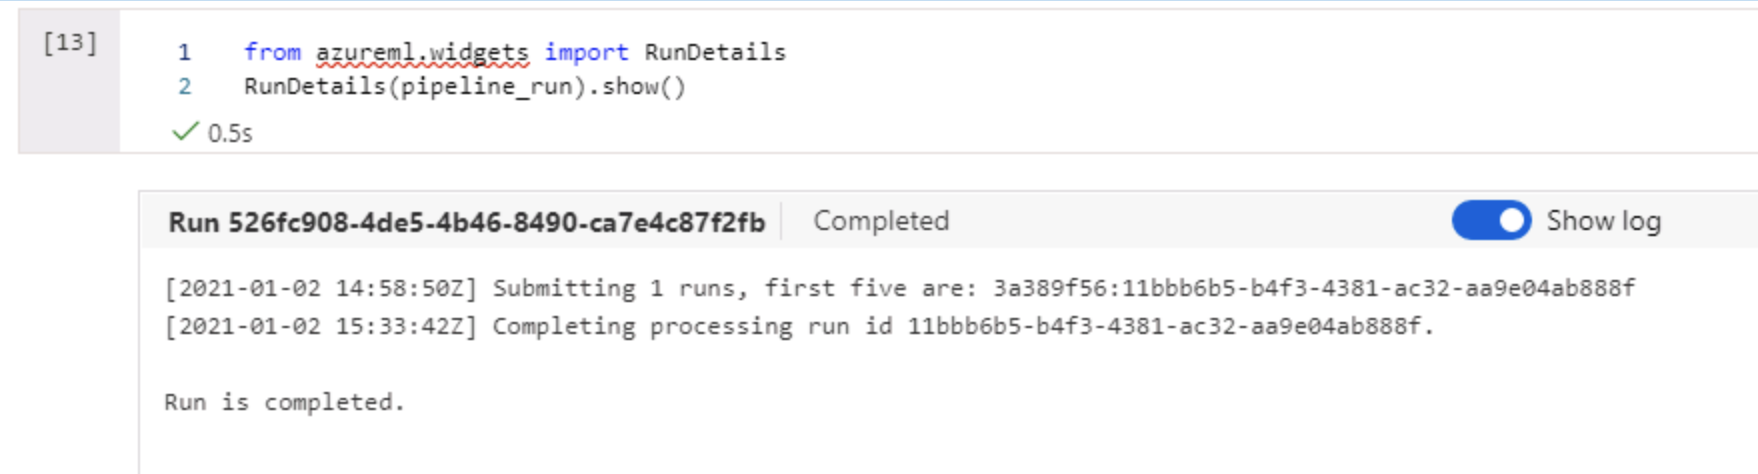 [13]
1 from azureml.widgets import RunDetails
2 RunDetails(pipeline_run).show()
0.5s
Run 526fc908-4de5-4b46-8490-ca7e4c87f2fb Completed Show log
[2021-01-02 14:58:50Z] Submitting 1 runs, first five are: 3a389f56:11bbb6b5-b4f3-4381-ac32-aa9e04ab888f
[2021-01-02 15:33:42Z] Completing processing run id 11bbb6b5-b4f3-4381-ac32-aa9e04ab888f.
Run is completed.